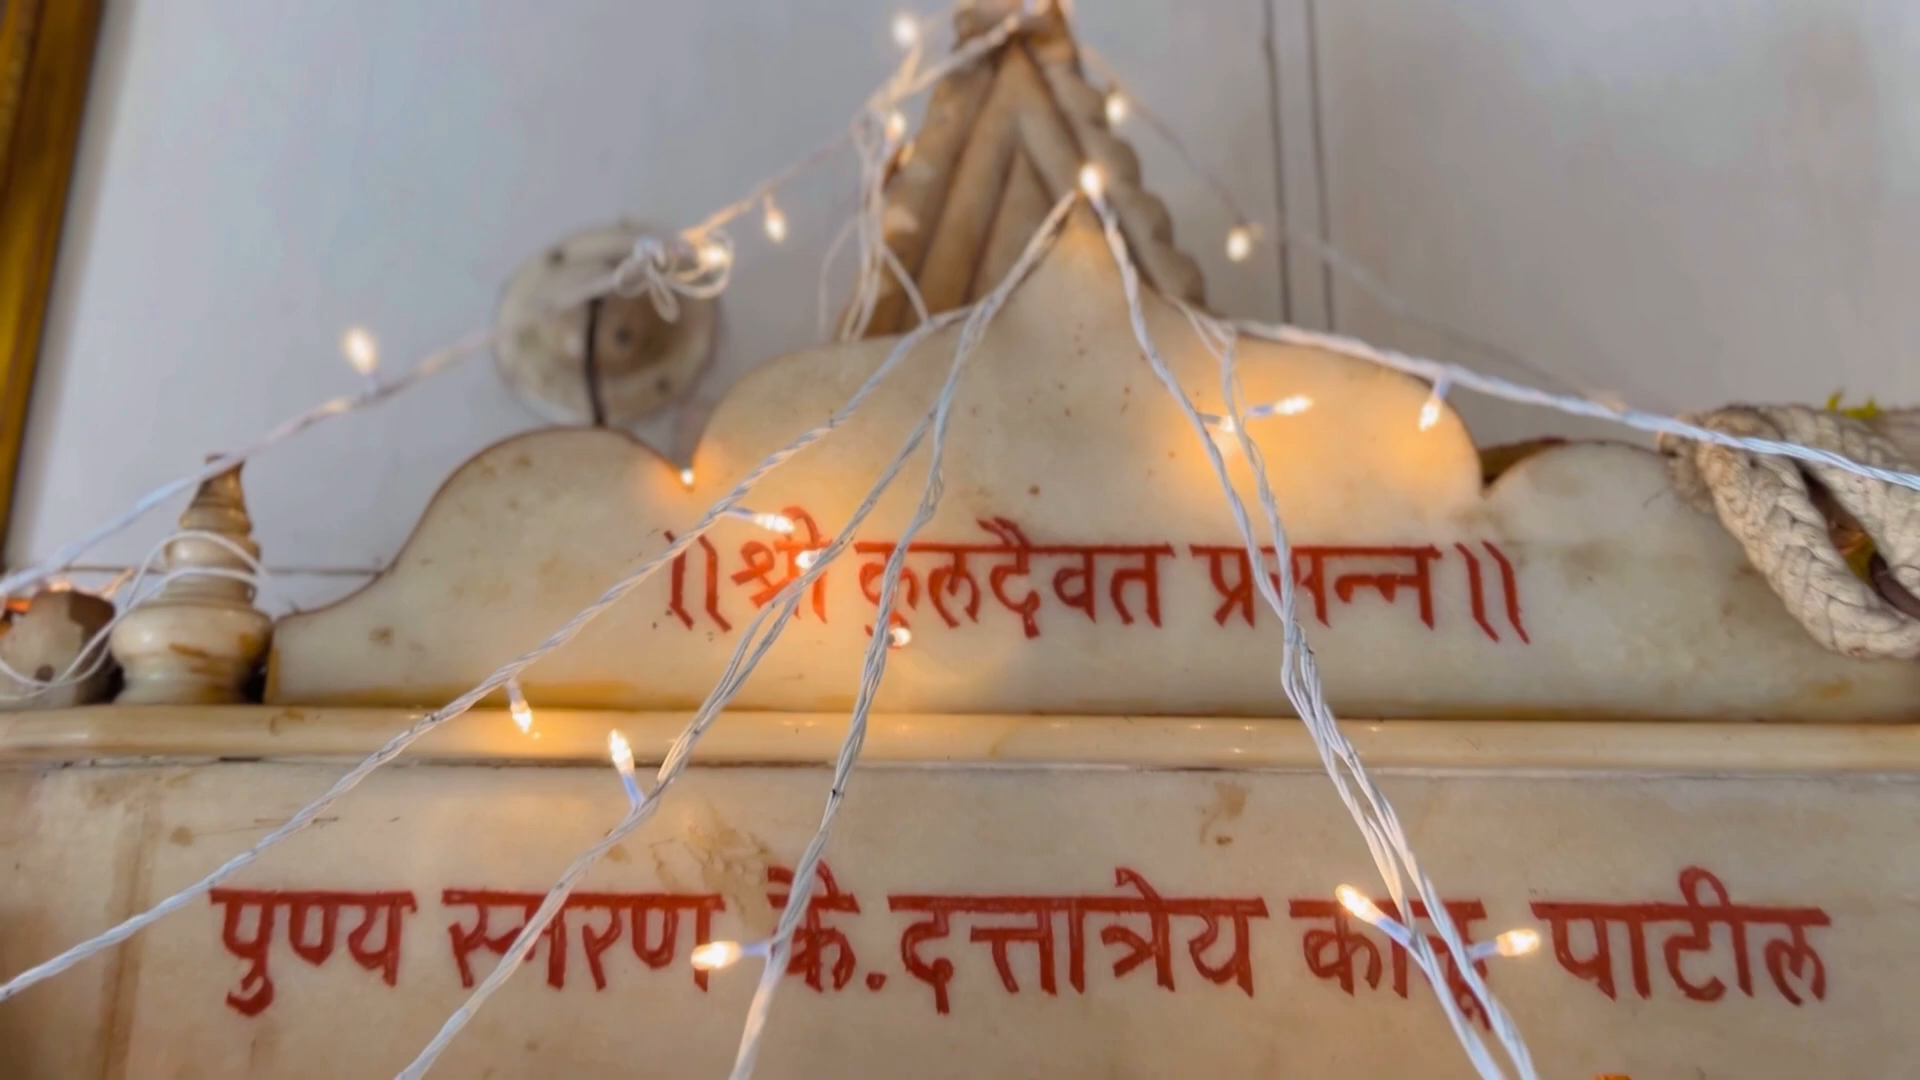 ॥श्री कुलदैवत प्रसन्न॥
पुण्य स्मरण कै.दत्तात्रेय पाटील